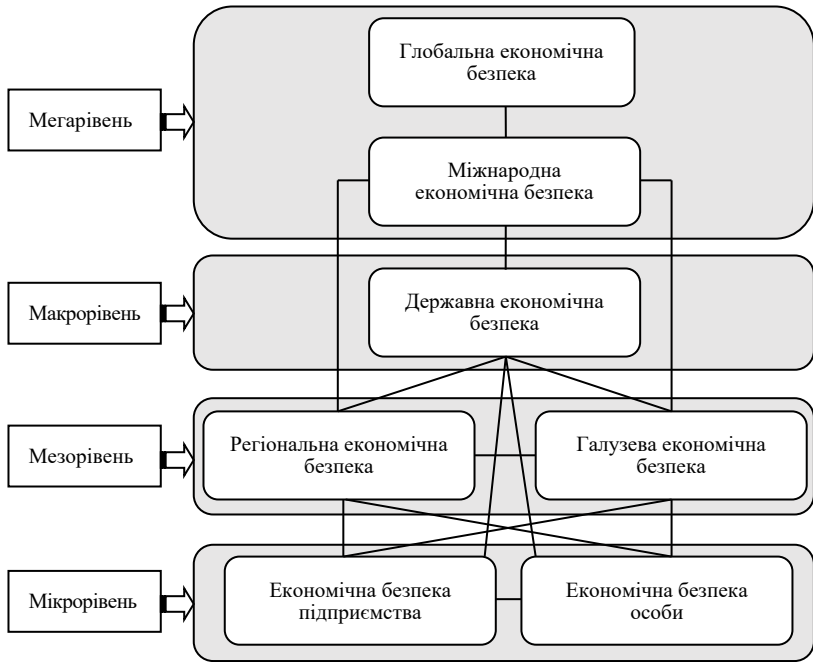 Глобальна економічна
безпека
Мегарівень
Міжнародна
економічна безпека
Макрорівень
Державна економічна
безпека
Мезорівень
Регіональна економічна
безпека
Галузева економічна
безпека
Мікрорівень
Економічна безпека
підприємства
Економічна безпека
особи